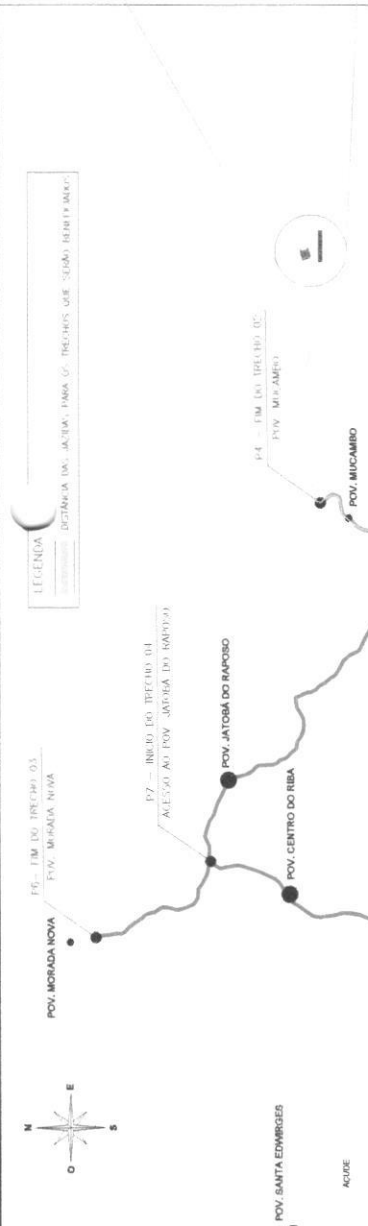 LEGENDA
DISTÂNCIA DAS JAZIDAS PARA OS TRECHOS QUE SERÃO BENEFICIADOS
P6 - FIM DO TRECHO 03
POV. MORADA NOVA
POV. MORADA NOVA
P7 - INICIO DO TRECHO 04
ACESSO AO POV. JATOBÁ DO RAPOSO
P4 - FIM DO TRECHO 02
POV. MUCAMBO
POV. MUCAMBO
POV. JATOBÁ DO RAPOSO
POV. CENTRO DO RIBA
N
O
E
S
POV. SANTA EDWIRGES
AÇUDE